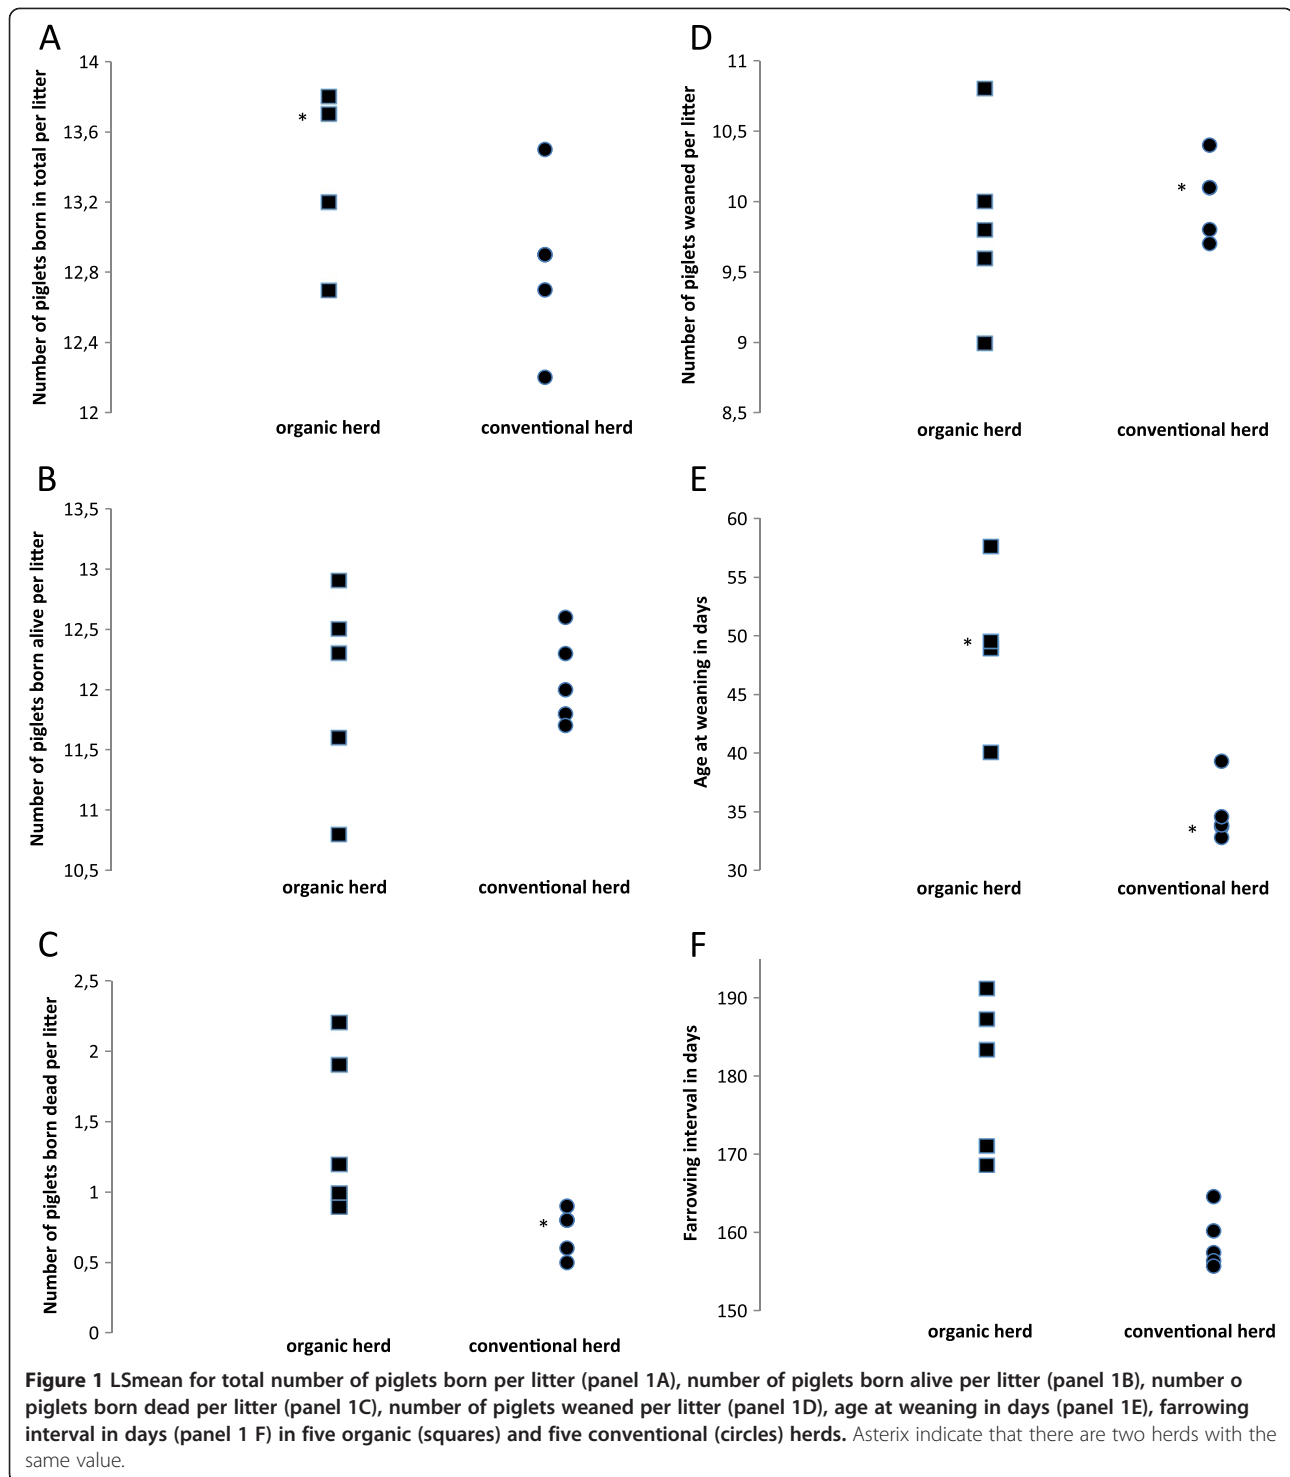 A
Number of piglets born in total per litter
14
13,6
13,2
12,8
12,4
12
*
organic herd
conventional herd
B
Number of piglets born alive per litter
13,5
13
12,5
12
11,5
11
10,5
organic herd
conventional herd
C
Number of piglets born dead per litter
2,5
2
1,5
1
0,5
0
*
organic herd
conventional herd
D
Number of piglets weaned per litter
11
10,5
10
9,5
9
8,5
*
organic herd
conventional herd
E
Age at weaning in days
60
55
50
45
40
35
30
*
*
organic herd
conventional herd
F
Farrowing interval in days
190
180
170
160
150
organic herd
conventional herd
Figure 1 LSmean for total number of piglets born per litter (panel 1A), number of piglets born alive per litter (panel 1B), number o
piglets born dead per litter (panel 1C), number of piglets weaned per litter (panel 1D), age at weaning in days (panel 1E), farrowing
interval in days (panel 1 F) in five organic (squares) and five conventional (circles) herds. Asterix indicate that there are two herds with the
same value.